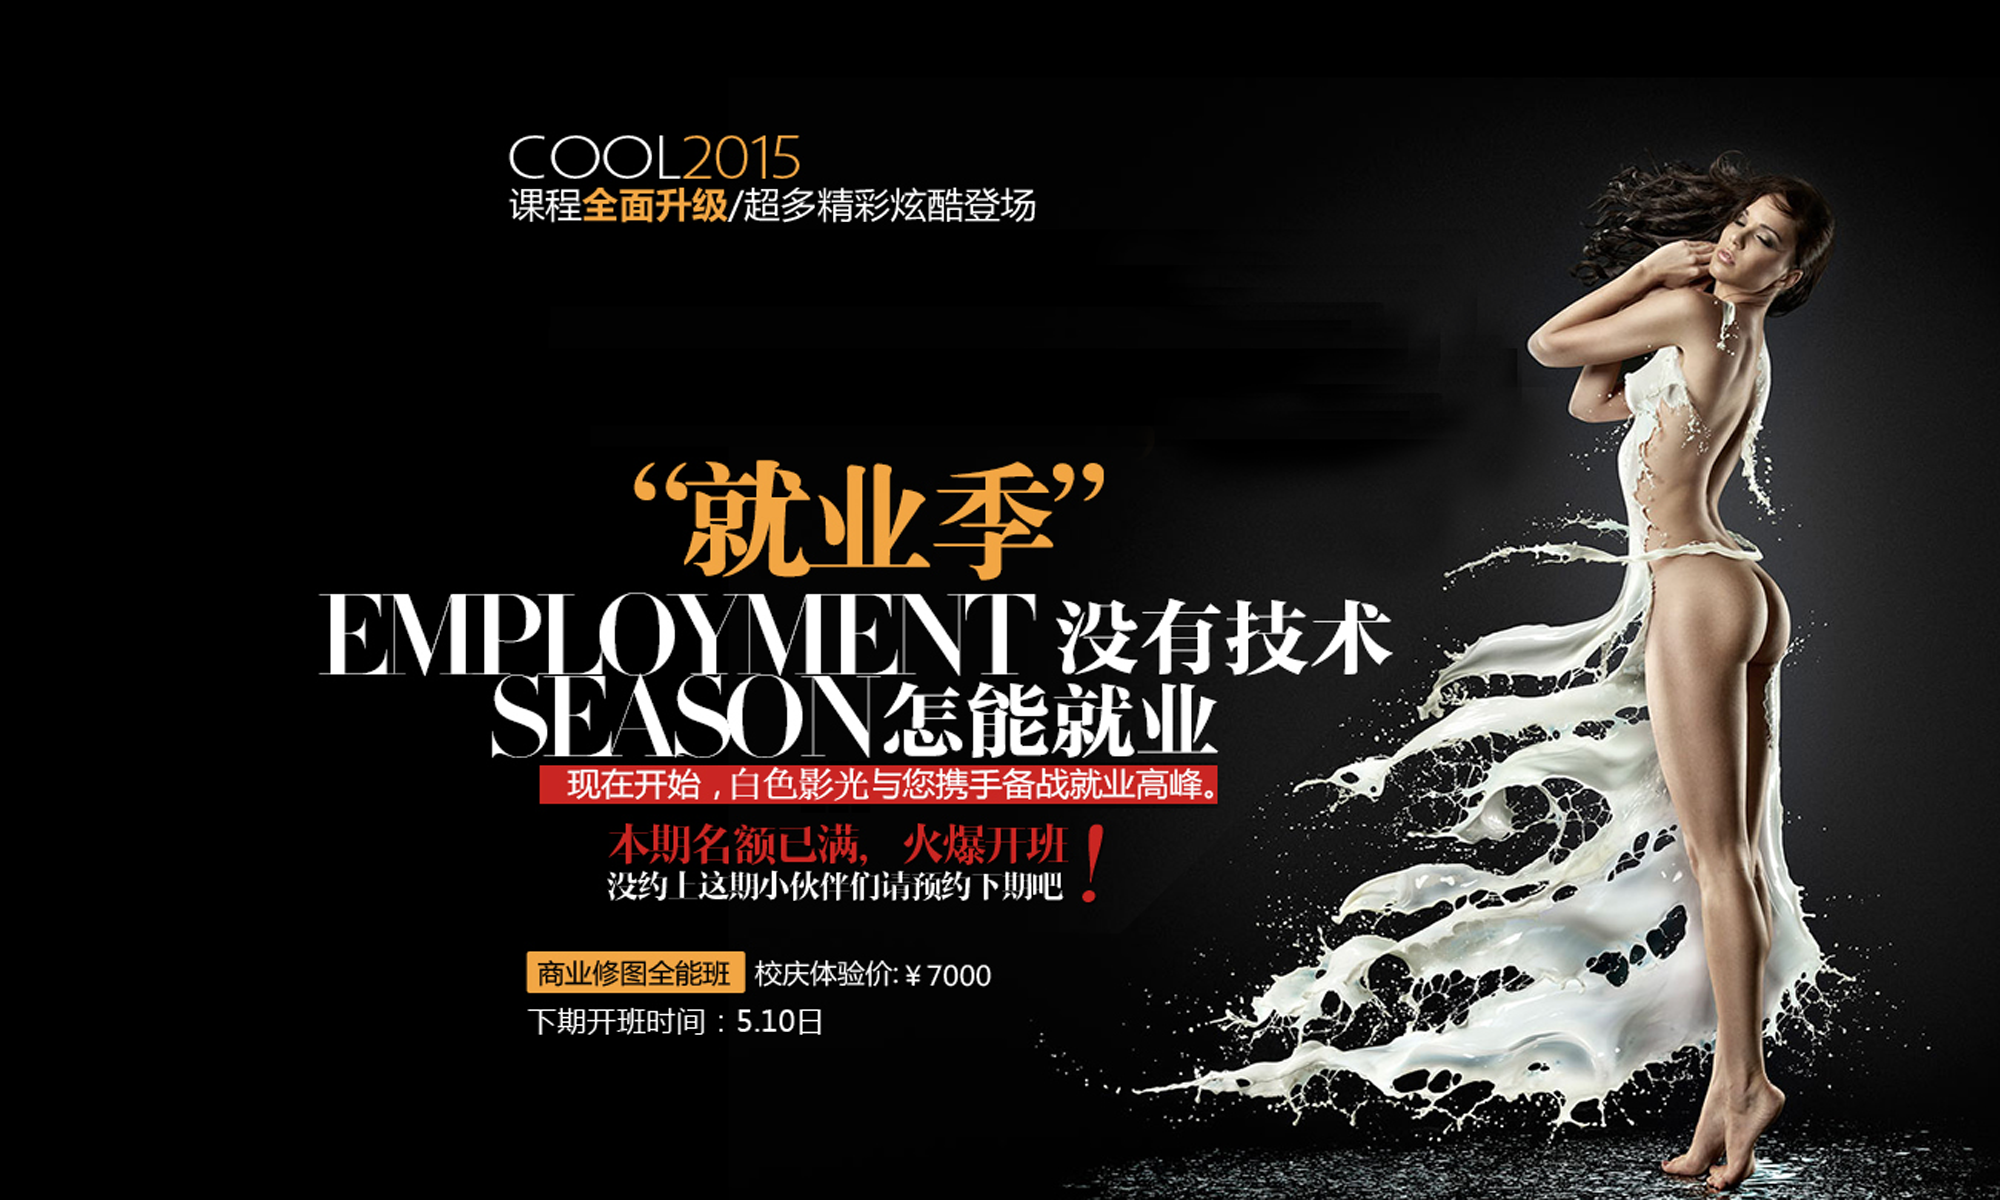 COOL2015
课程全面升级/超多精彩炫酷登场
“就业季”
EMPLOYMENT 没有技术
SEASON 怎能就业
现在开始，白色影光与您携手备战就业高峰。
本期名额已满， 火爆开班！
没约上这期小伙伴们请预约下期吧
商业修图全能班 校庆体验价:￥7000
下期开班时间：5.10日